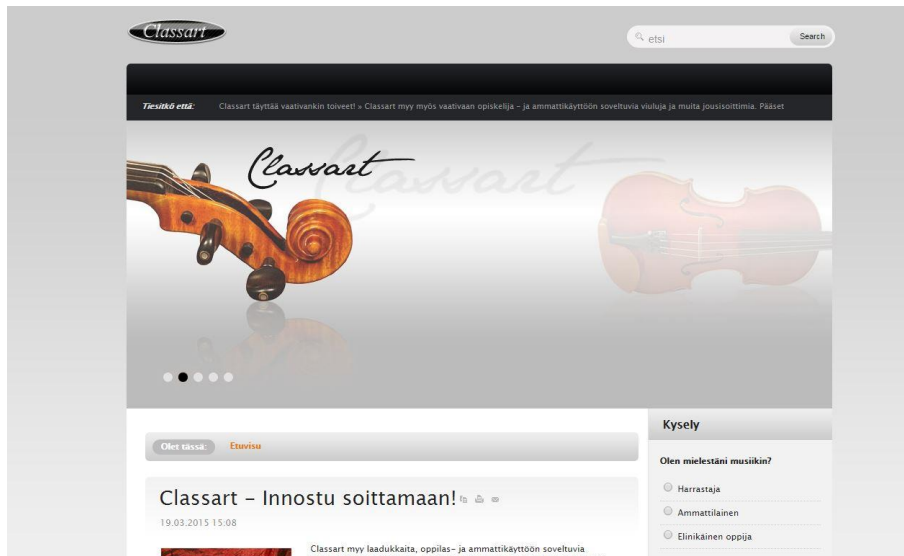 Classart
etsi
Search
Tiesitkö että: Classart täyttää vaativankin toiveet! » Classart myy myös vaativaan opiskelija - ja ammattikäyttöön soveltuvia viuluja ja muita jousisoittimia. Pääset
Classart
Classart
Olet tässä: Etuvisu
Classart - Innostu soittamaan!
19.03.2015 15:08
Classart myy laadukkaita, oppilas- ja ammattikäyttöön soveltuvia
Kysely
Olen mielestäni musiikin?
Harrastaja
Ammattilainen
Elinikäinen oppija